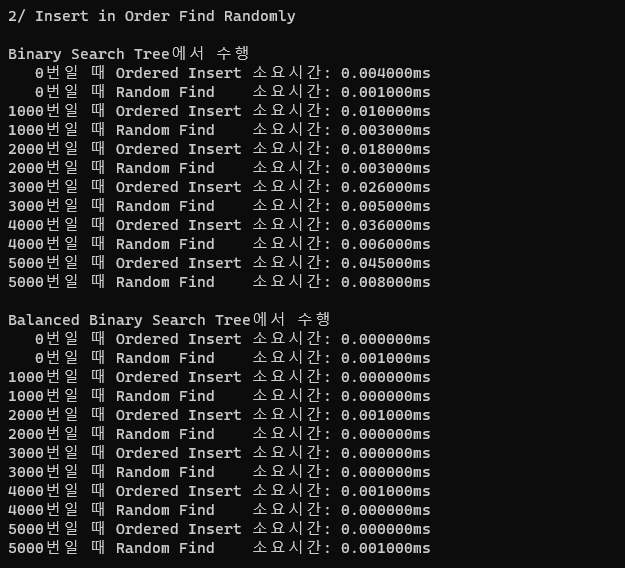 2/ Insert in Order Find Randomly
Binary Search Tree에서 수행
0번일 때 Ordered Insert 소요시간: 0.004000ms
0번일 때 Random Find 소요시간: 0.001000ms
1000번일 때 Ordered Insert 소요시간: 0.010000ms
1000번일 때 Random Find 소요시간: 0.003000ms
2000번일 때 Ordered Insert 소요시간: 0.018000ms
2000번일 때 Random Find 소요시간: 0.003000ms
3000번일 때 Ordered Insert 소요시간: 0.026000ms
3000번일 때 Random Find 소요시간: 0.005000ms
4000번일 때 Ordered Insert 소요시간: 0.036000ms
4000번일 때 Random Find 소요시간: 0.006000ms
5000번일 때 Ordered Insert 소요시간: 0.045000ms
5000번일 때 Random Find 소요시간: 0.008000ms
Balanced Binary Search Tree에서 수행
0번일 때 Ordered Insert 소요시간: 0.000000ms
0번일 때 Random Find 소요시간: 0.001000ms
1000번일 때 Ordered Insert 소요시간: 0.000000ms
1000번일 때 Random Find 소요시간: 0.000000ms
2000번일 때 Ordered Insert 소요시간: 0.001000ms
2000번일 때 Random Find 소요시간: 0.000000ms
3000번일 때 Ordered Insert 소요시간: 0.000000ms
3000번일 때 Random Find 소요시간: 0.000000ms
4000번일 때 Ordered Insert 소요시간: 0.001000ms
4000번일 때 Random Find 소요시간: 0.000000ms
5000번일 때 Ordered Insert 소요시간: 0.000000ms
5000번일 때 Random Find 소요시간: 0.001000ms